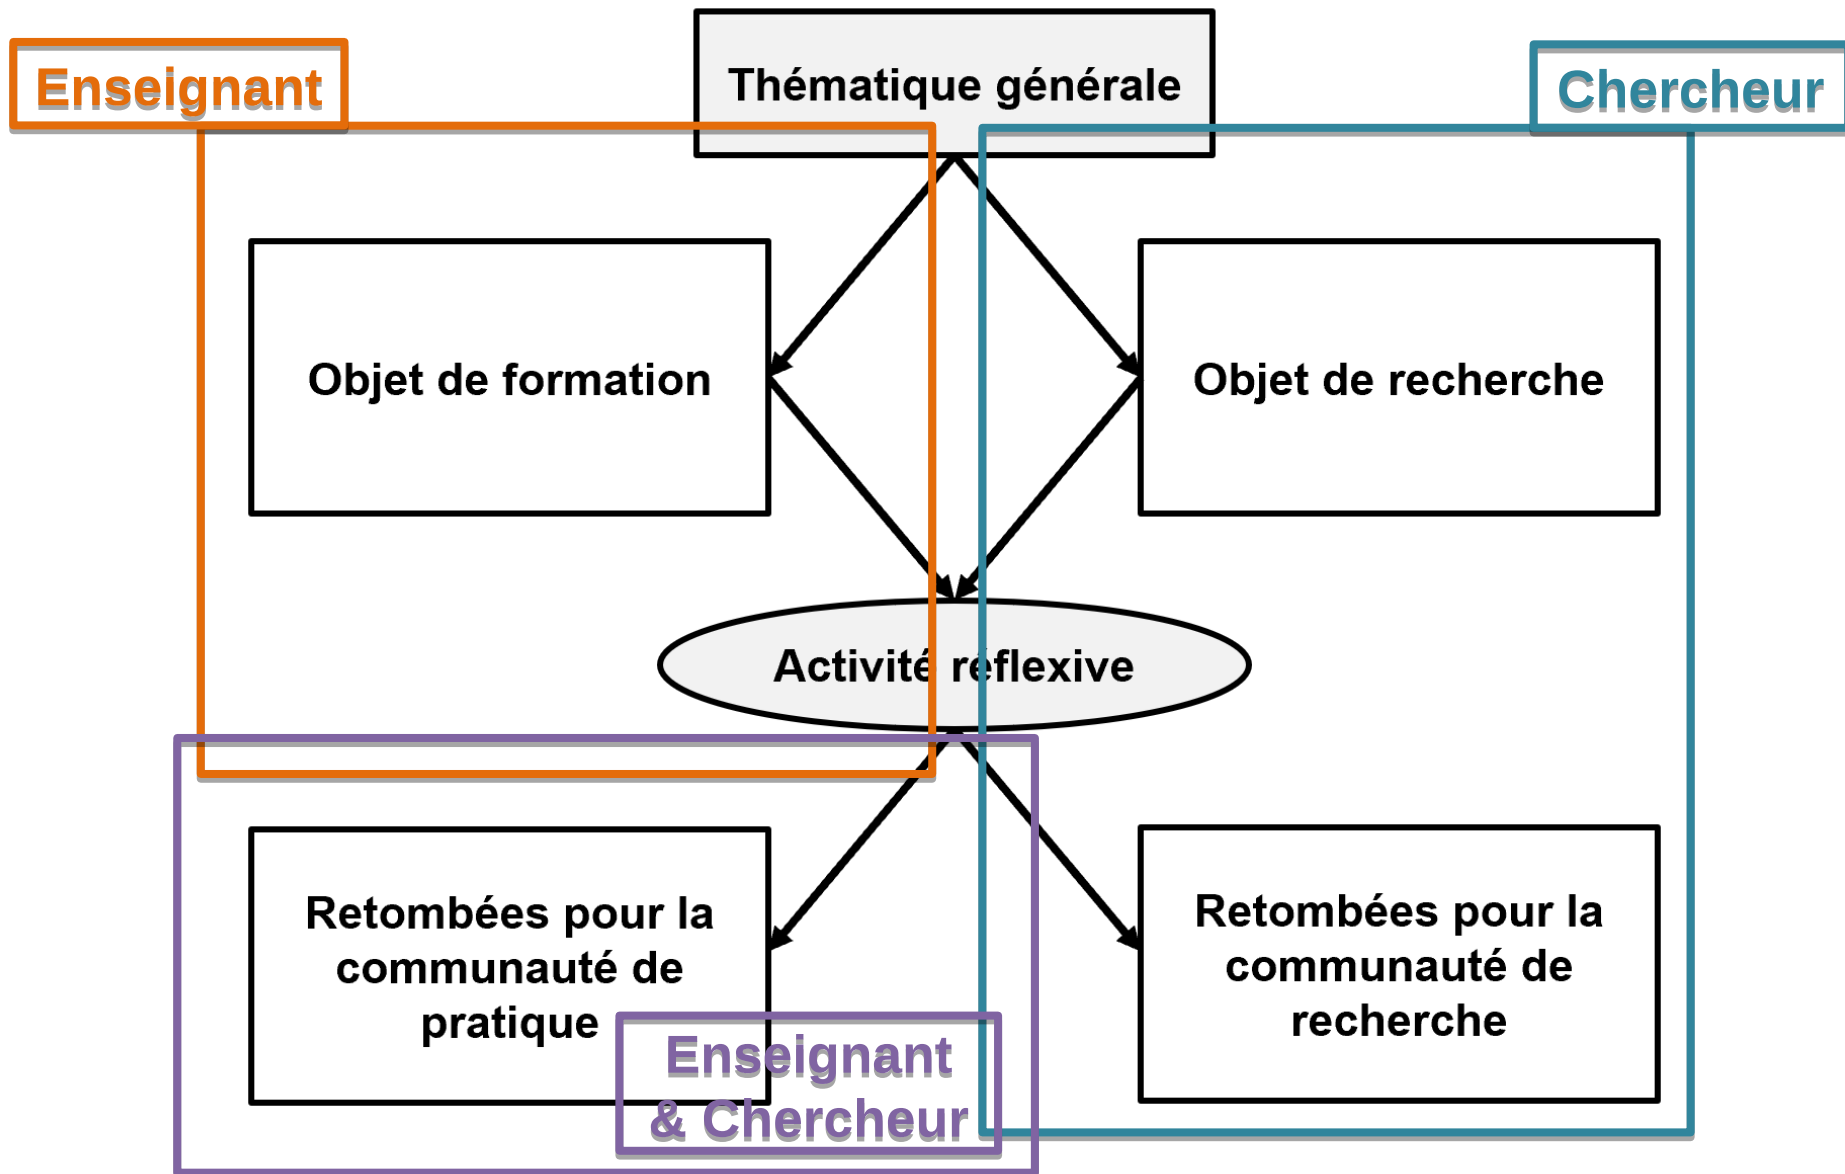 Enseignant
Thématique générale
Chercheur
Objet de formation
Objet de recherche
Activité réflexive
Retombées pour la
communauté de
pratique
Retombées pour la
communauté de
recherche
Enseignant
& Chercheur